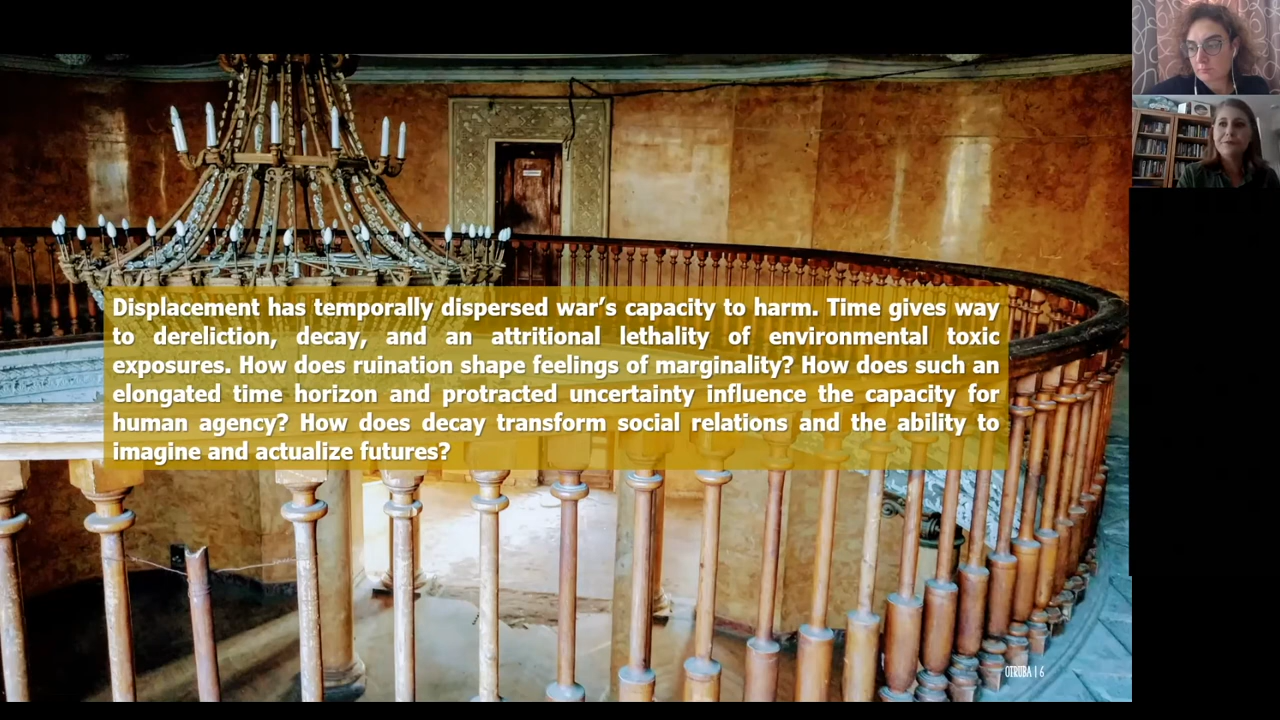 Displacement has temporally dispersed war's capacity to harm. Time gives way
to dereliction, decay, and an attritional lethality of environmental toxic
exposures. How does ruination shape feelings of marginality? How does such an
elongated time horizon and protracted uncertainty influence the capacity for
human agency? How does decay transform social relations and the ability to
imagine and actualize futures?
OTRUBA | 6